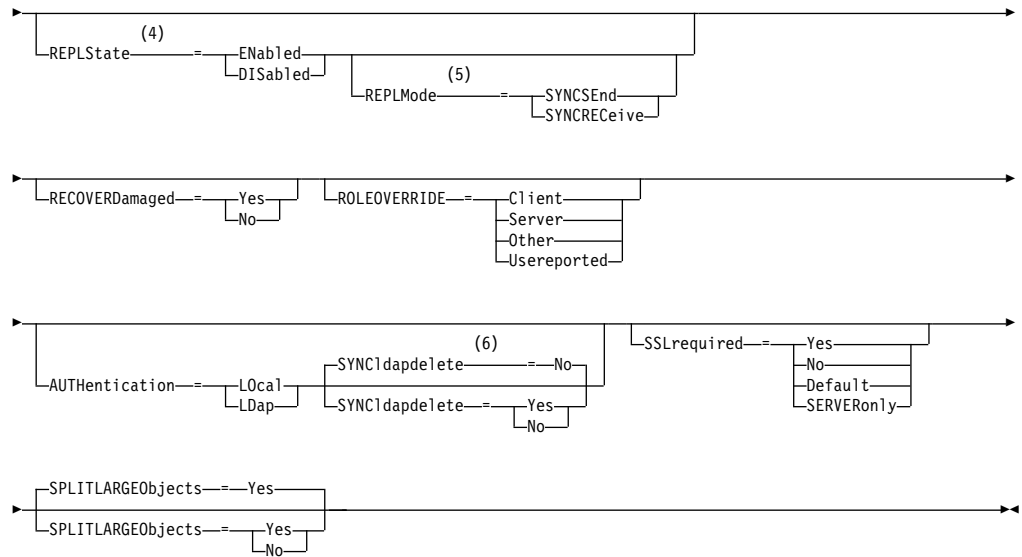 (4)
REPLState = ENabled
DISabled
(5)
REPLMode = SYNCSEnd
SYNCRECeive
RECOVERDamaged = Yes
No
ROLEOVERRIDE = Client
Server
Other
Usereported
(6)
SYNCldapdelete = No
AUTHentication = LOcal
LDap
SYNCldapdelete = Yes
No
SSLrequired = Yes
No
Default
SERVERonly
SPLITLARGEObjects = Yes
SPLITLARGEObjects = Yes
No